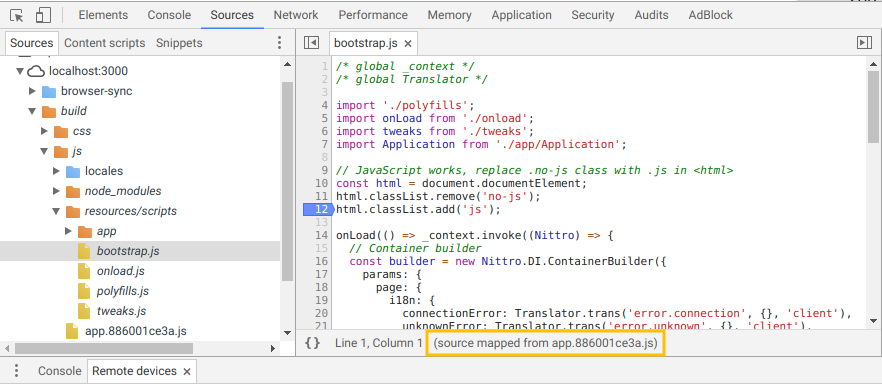 Elements Console Sources Network Performance Memory Application Security Audits AdBlock
Sources Content scripts Snippets
localhost:3000
browser-sync
build
css
js
locales
node_modules
resources/scripts
app
bootstrap.js
onload.js
polyfills.js
tweaks.js
app.886001ce3a.js
bootstrap.js ×
1 /* global _context */
2 /* global Translator */
3
4 import './polyfills';
5 import onLoad from './onload';
6 import tweaks from './tweaks';
7 import Application from './app/Application';
8
9 // JavaScript works, replace .no-js class with .js in <html>
10 const html = document.documentElement;
11 html.classList.remove('no-js');
12 html.classList.add('js');
13
14 onLoad(() => _context.invoke((Nittro) => {
15 // Container builder
16 const builder = new Nittro.DI.ContainerBuilder({
17 params: {
18 page: {
19 i18n: {
20 connectionError: Translator.trans('error.connection', {}, 'client'),
21 unknownError: Translator.trans('error.unknown', {}, 'client'),
{} Line 1, Column 1 (source mapped from app.886001ce3a.js)
Console Remote devices ×